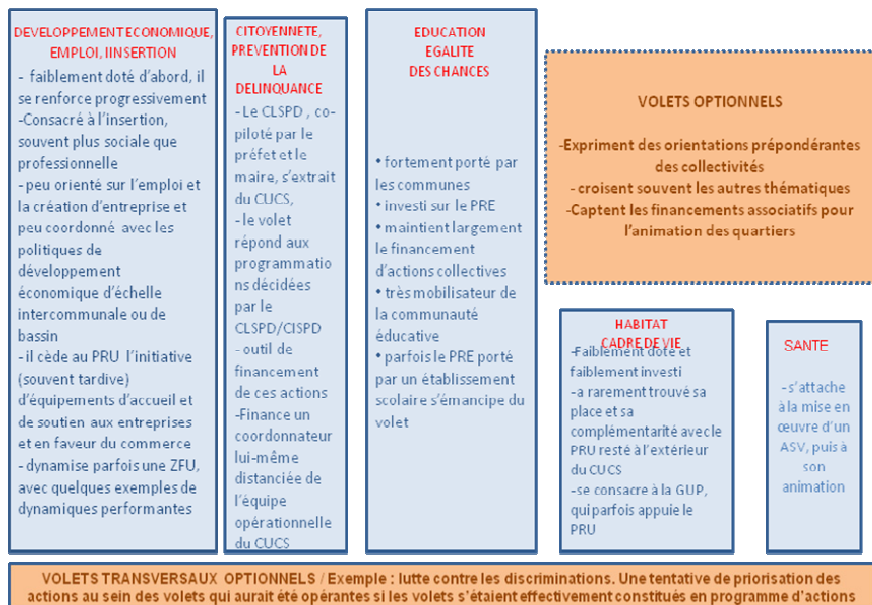 DEVELOPPEMENT ECONOMIQUE,
EMPLOI, IINSERTION
- faiblement doté d'abord, il
se renforce progressivement
-Consacré à l'insertion,
souvent plus sociale que
professionnelle
- peu orienté sur l'emploi et
la création d'entreprise et
peu coordonné avec les
politiques de
développement
économique d'échelle
intercommunale ou de
bassin
- il cède au PRU l'initiative
(souvent tardive)
d'équipements d'accueil et
de soutien aux entreprises
et en faveur du commerce
- dynamise parfois une ZFU,
avec quelques exemples de
dynamiques performantes
CITOYENNETE,
PREVENTION DE
LA
DELINQUANCE
- Le CLSPD , co-
piloté par le
préfet et le
maire, s'extrait
du CUCS,
- le volet
répond aux
programmatio
ns décidées
par le
CLSPD/CISPD
- outil de
financement
de ces actions
-Finance un
coordonnateur
lui-même
distanciée de
l'équipe
opérationnelle
du CUCS
EDUCATION
EGALITE
DES CHANCES
• fortement porté par
les communes
• investi sur le PRE
• maintient largement
le financement
d'actions collectives
• très mobilisateur de
la communauté
éducative
• parfois le PRE porté
par un établissement
scolaire s'émancipe du
volet
VOLETS OPTIONNELS
-Expriment des orientations prépondérantes
des collectivités
- croisent souvent les autres thématiques
-Captent les financements associatifs pour
l'animation des quartiers
HABITAT
CADRE DE VIE
-Faiblement doté et
faiblement investi
-a rarement trouvé sa
place et sa
complémentarité avec le
PRU resté à l'extérieur
du CUCS
-se consacre à la GUP,
qui parfois appuie le
PRU
SANTE
-s'attache
à la mise en
œuvre d'un
ASV, puis à
son
animation
VOLETS TRANSVERSAUX OPTIONNELS / Exemple : lutte contre les discriminations. Une tentative de priorisation des
actions au sein des volets qui aurait été opérantes si les volets s'étaient effectivement constitués en programme d'actions